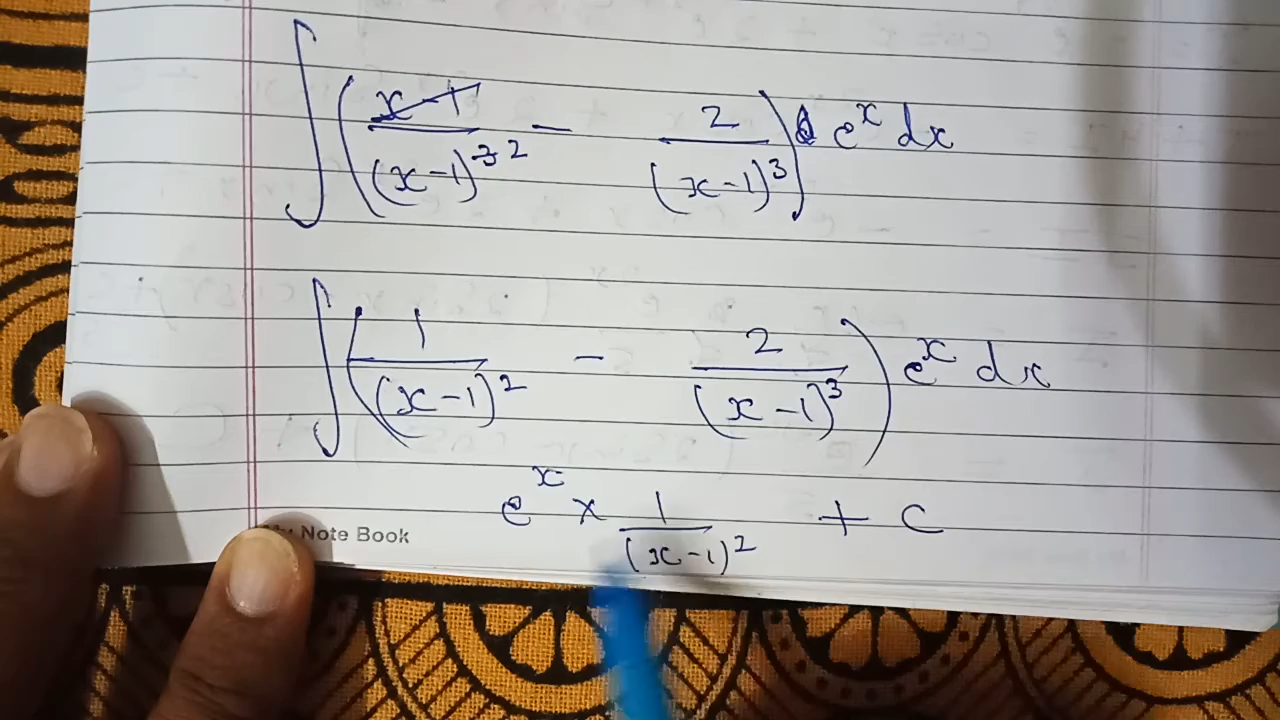 ∫ ( x-1 / (x-1)^3 2 − 2 / (x-1)^3 ) e^x dx
∫ ( 1 / (x-1)^2 − 2 / (x-1)^3 ) e^x dx
e^x × 1 / (x-1)^2 + c
Note Book